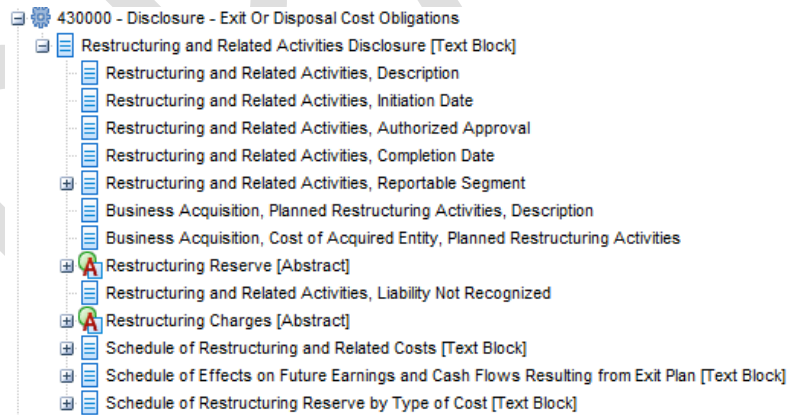 430000 - Disclosure - Exit Or Disposal Cost Obligations
Restructuring and Related Activities Disclosure [Text Block]
Restructuring and Related Activities, Description
Restructuring and Related Activities, Initiation Date
Restructuring and Related Activities, Authorized Approval
Restructuring and Related Activities, Completion Date
Restructuring and Related Activities, Reportable Segment
Business Acquisition, Planned Restructuring Activities, Description
Business Acquisition, Cost of Acquired Entity, Planned Restructuring Activities
Restructuring Reserve [Abstract]
Restructuring and Related Activities, Liability Not Recognized
Restructuring Charges [Abstract]
Schedule of Restructuring and Related Costs [Text Block]
Schedule of Effects on Future Earnings and Cash Flows Resulting from Exit Plan [Text Block]
Schedule of Restructuring Reserve by Type of Cost [Text Block]